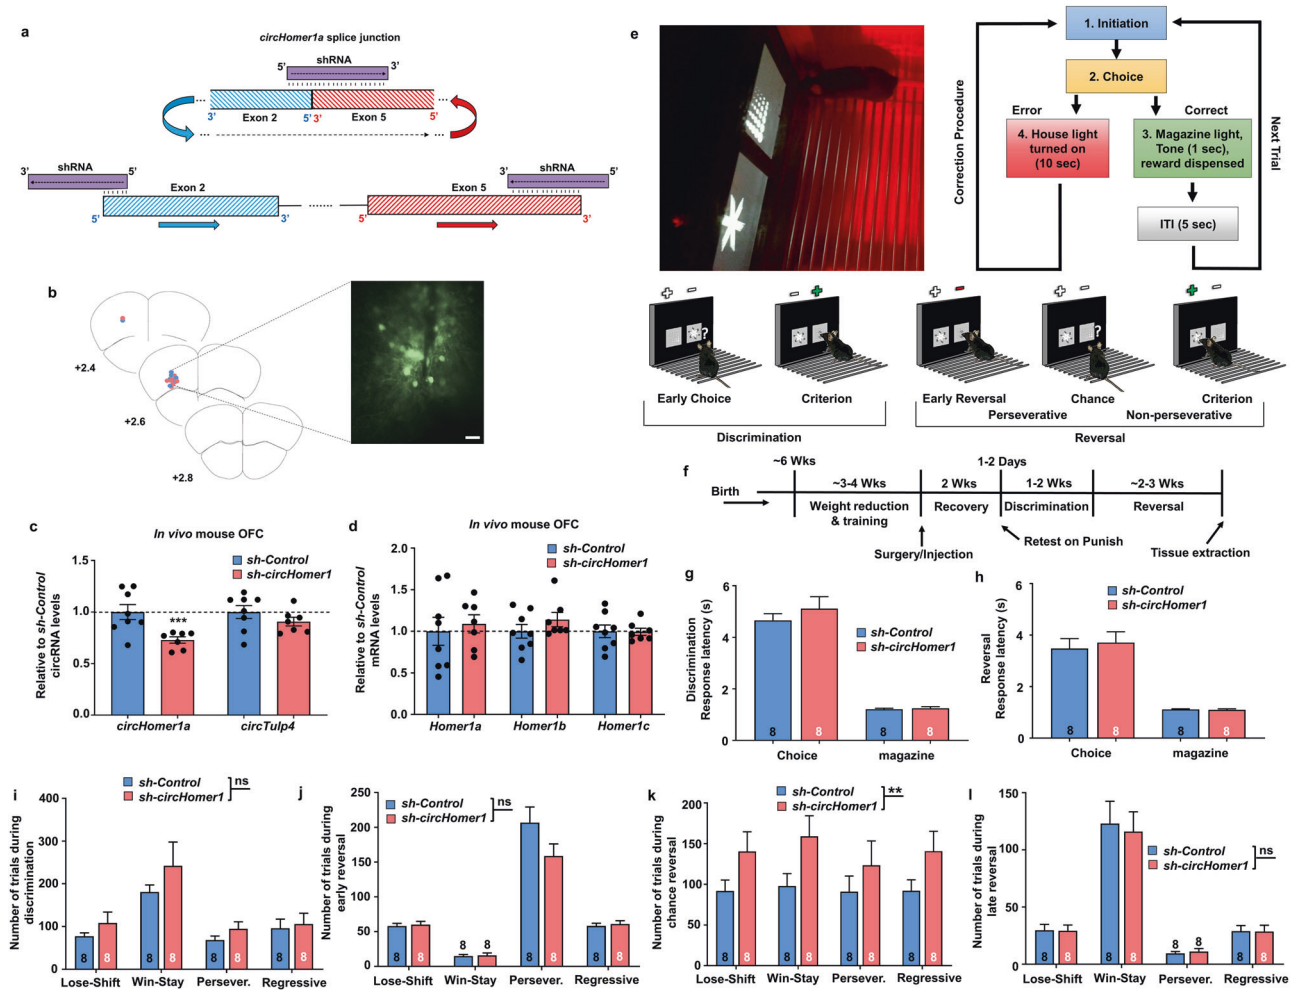 a
circHomer1a splice junction
5’ shRNA 3’
3’ Exon 2 5’ 3’ Exon 5 5’
3’ shRNA 5’
Exon 2
Exon 5
3’ shRNA 5’
5’ 3’ 5’ 3’
b
+2.4
+2.6
+2.8
c
In vivo mouse OFC
sh-Control
sh-circHomer1
Relative to sh-Control
circRNA levels
1.5
1.0
0.5
0.0
***
circHomer1a circTulp4
d
In vivo mouse OFC
sh-Control
sh-circHomer1
Relative to sh-Control
mRNA levels
2.0
1.5
1.0
0.5
0.0
Homer1a Homer1b Homer1c
e
1. Initiation
2. Choice
Error
Correct
4. House light
turned on
(10 sec)
3. Magazine light,
Tone (1 sec),
reward dispensed
ITI (5 sec)
Correction Procedure
Next Trial
+ −
− +
+ −
+ −
+ −
?
?
Early Choice
Criterion
Early Reversal
Chance
Criterion
Perseverative
Non-perseverative
Discrimination
Reversal
f
~6 Wks
1-2 Days
Birth
~3-4 Wks
2 Wks
1-2 Wks
~2-3 Wks
Weight reduction
& training
Recovery
Discrimination
Reversal
Surgery/Injection
Retest on Punish
Tissue extraction
g
Discrimination
Response latency (s)
6
4
2
0
sh-Control
sh-circHomer1
8 8 8 8
Choice magazine
h
Reversal
Response latency (s)
6
4
2
0
sh-Control
sh-circHomer1
8 8 8 8
Choice magazine
i
sh-Control
sh-circHomer1
ns
Number of trials during
discrimination
400
300
200
100
0
8 8 8 8 8 8 8 8
Lose-Shift Win-Stay Persever. Regressive
j
sh-Control
sh-circHomer1
ns
Number of trials during
early reversal
250
200
150
100
50
0
8 8 8 8 8 8 8 8
Lose-Shift Win-Stay Persever. Regressive
k
sh-Control
sh-circHomer1
**
Number of trials during
chance reversal
200
150
100
50
0
8 8 8 8 8 8 8 8
Lose-Shift Win-Stay Persever. Regressive
l
sh-Control
sh-circHomer1
ns
Number of trials during
late reversal
150
100
50
0
8 8 8 8 8 8 8 8
Lose-Shift Win-Stay Persever. Regressive